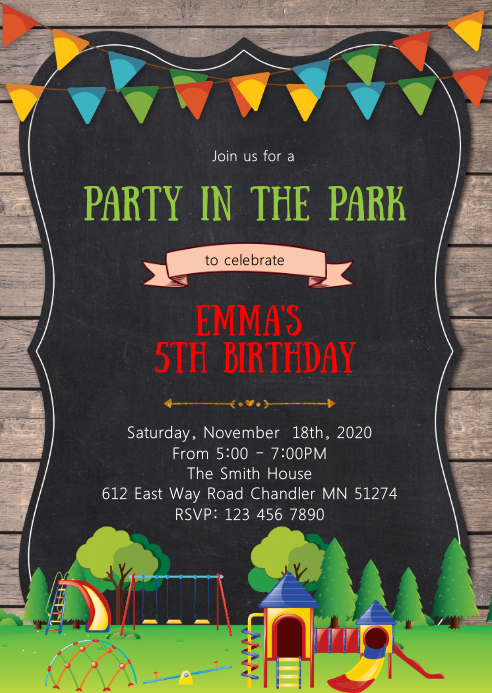 Join us for a
PARTY IN THE PARK
to celebrate
EMMA'S
5TH BIRTHDAY
Saturday, November  18th, 2020
From 5:00 - 7:00PM
The Smith House
612 East Way Road Chandler MN 51274
RSVP: 123 456 7890